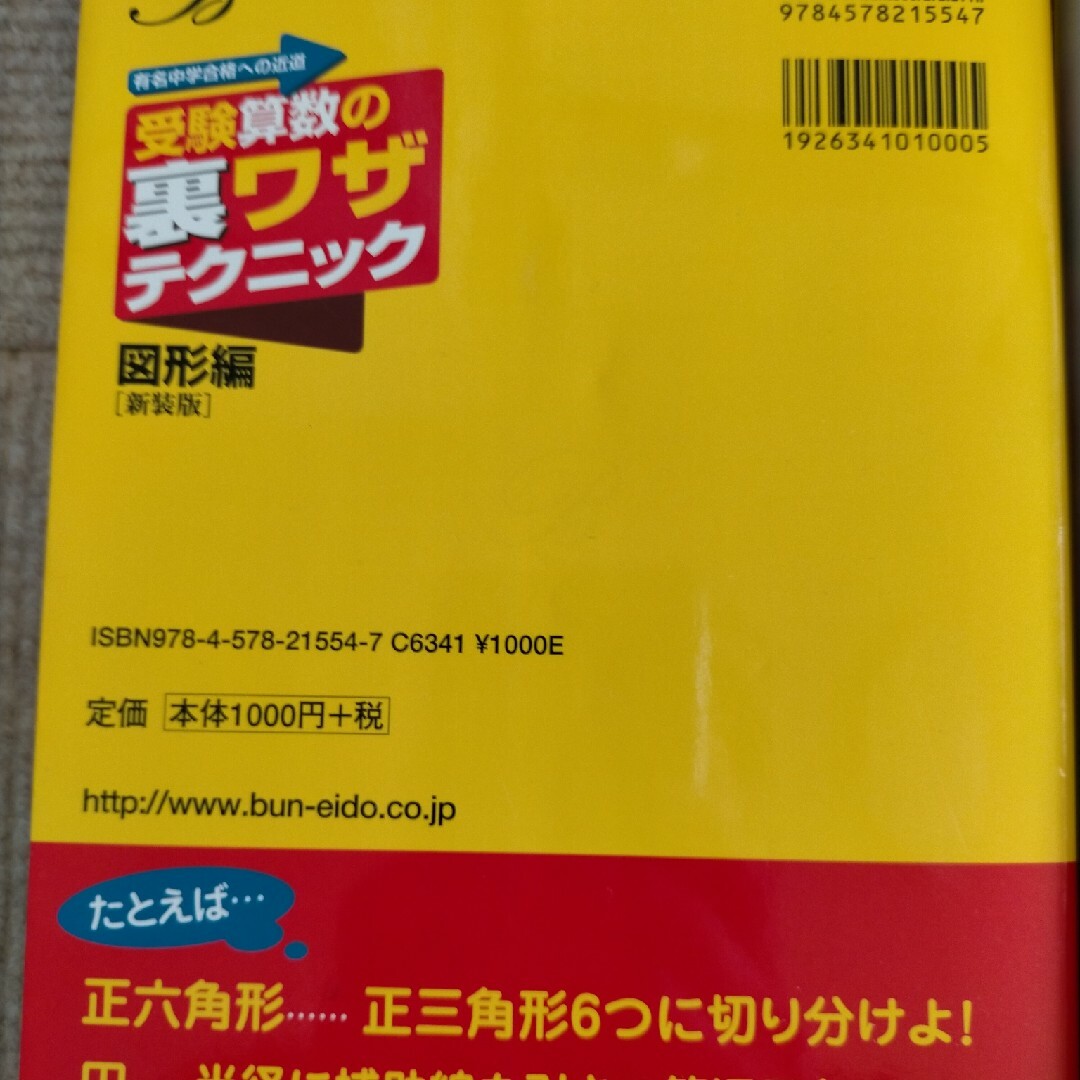 9784578215547
有名中学合格への近道
受験算数の
裏ワザ
テクニック
1926341010005
図形編
[新装版]
ISBN978-4-578-21554-7 C6341 ¥1000E
定価 本体1000円+税
http://www.bun-eido.co.jp
たとえば…
正六角形……正三角形6つに切り分けよ!